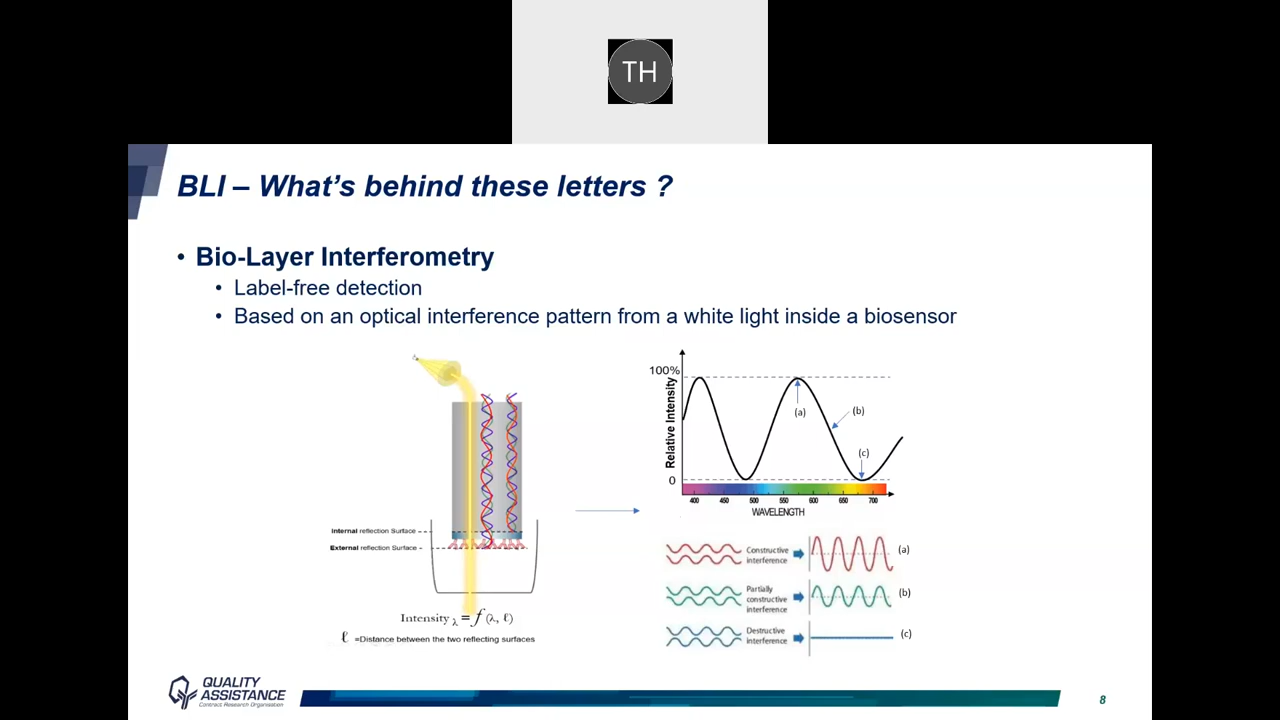 TH
BLI – What's behind these letters ?
• Bio-Layer Interferometry
• Label-free detection
• Based on an optical interference pattern from a white light inside a biosensor
Internal reflection Surface
External reflection Surface
Intensity λ = f (λ, ℓ)
ℓ =Distance between the two reflecting surfaces
100%
Relative Intensity
0
(a)
(b)
(c)
400 450 500 550 600 650 700
WAVELENGTH
Constructive
interference
(a)
Partially
constructive
interference
(b)
Destructive
interference
(c)
QUALITY
ASSISTANCE
Contract Research Organisation
8